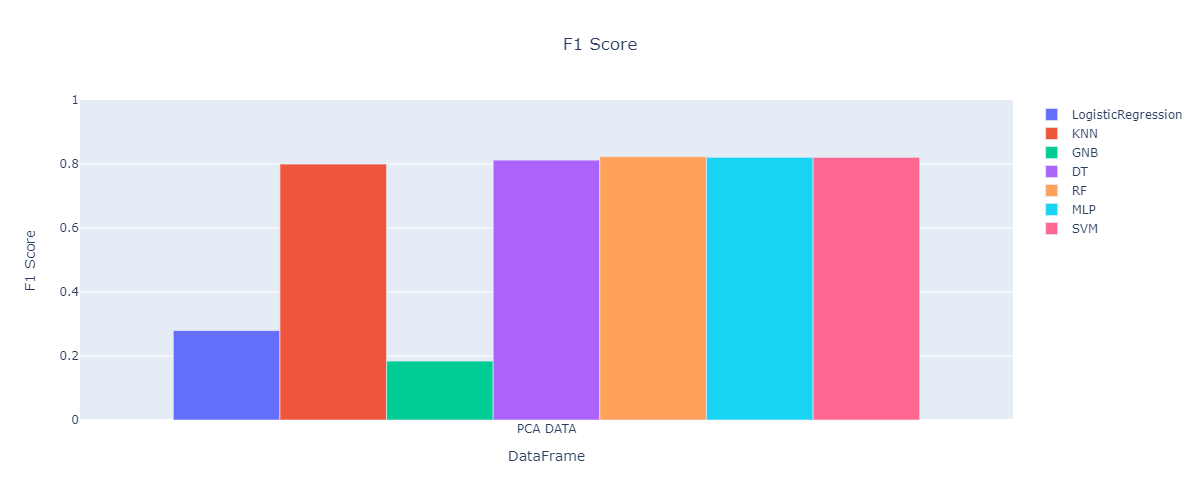 F1 Score
F1 Score
1
0.8
0.6
0.4
0.2
0
PCA DATA
DataFrame
LogisticRegression
KNN
GNB
DT
RF
MLP
SVM